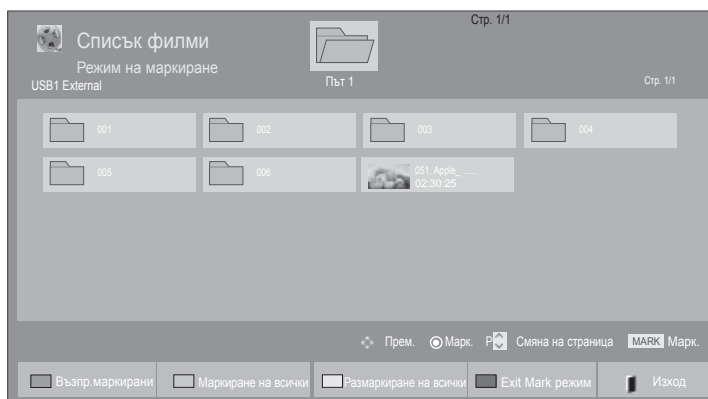 Стр. 1/1
Списък филми
Режим на маркиране
USB1 External
Път 1
Стр. 1/1
001
002
003
004
005
006
051. Apple_ ......
02:30:25
Прем.
Марк.
P
Смяна на страница
MARK Марк.
Възпр.маркирани
Маркиране на всички
Размаркиране на всички
Exit Mark режим
Изход